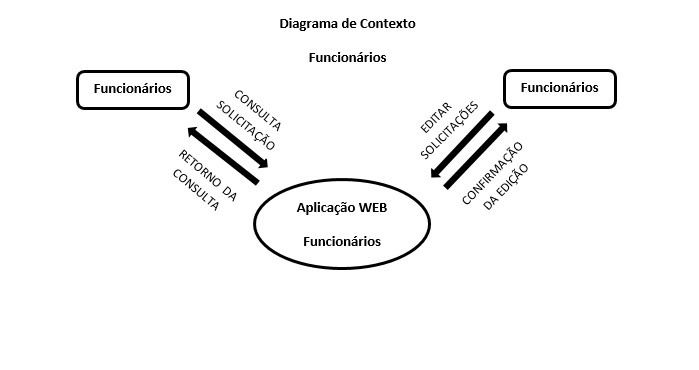 Diagrama de Contexto
Funcionários
Funcionários
CONSULTA
SOLICITAÇÃO
RETORNO DA
CONSULTA
Funcionários
EDITAR
SOLICITAÇÕES
CONFIRMAÇÃO
DA EDIÇÃO
Aplicação WEB
Funcionários